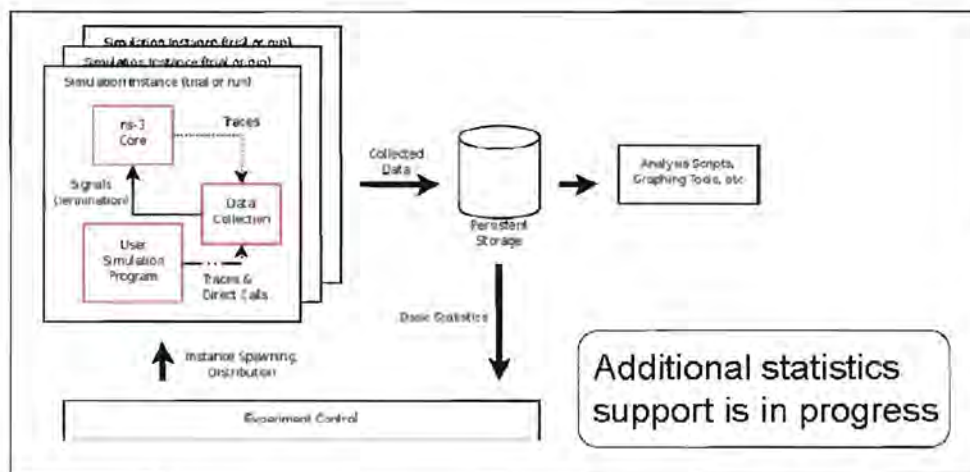 Simulation Instance (trial or run)
Simulation Instance (trial or run)
Simulation Instance (trial or run)
ns-3
Core
Traces
Signals
(termination)
Data
Collection
User
Simulation
Program
Traces &
Direct Calls
Collected
Data
Persistent
Storage
Analysis Scripts,
Graphing Tools, etc
Basic Statistics
Instance Spawning,
Distribution
Experiment Control
Additional statistics
support is in progress